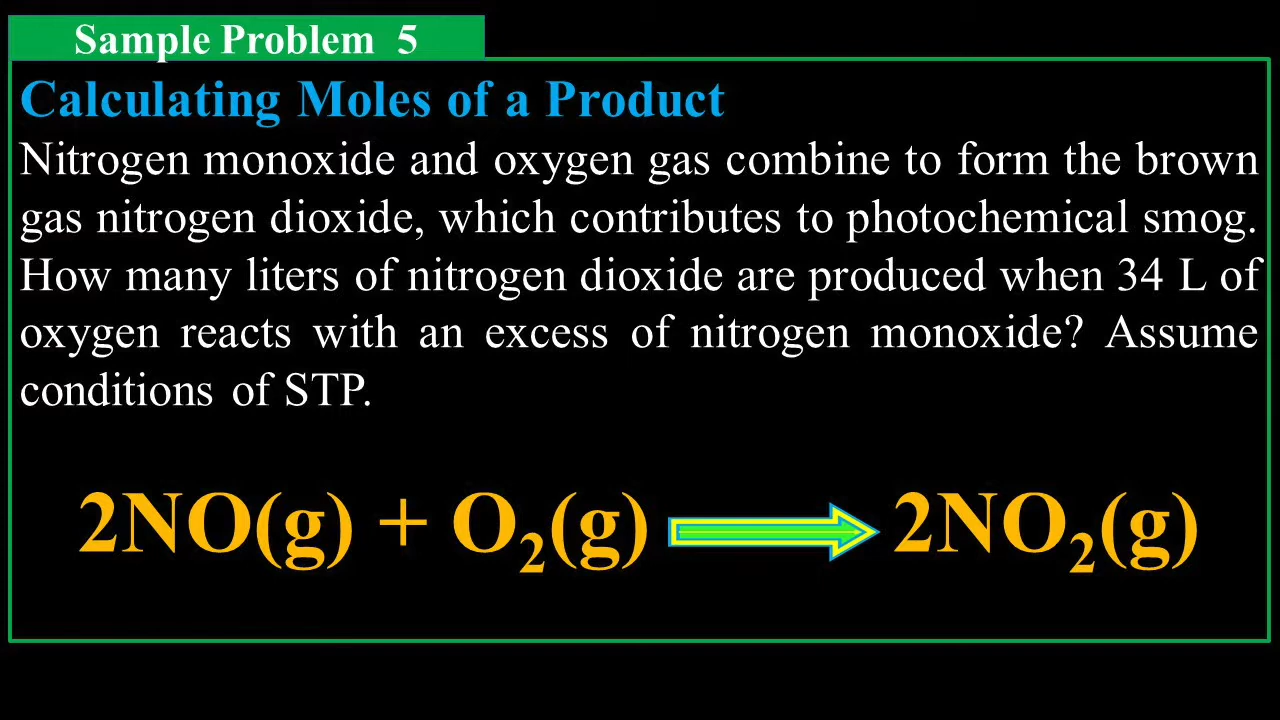 Sample Problem 5
Calculating Moles of a Product
Nitrogen monoxide and oxygen gas combine to form the brown
gas nitrogen dioxide, which contributes to photochemical smog.
How many liters of nitrogen dioxide are produced when 34 L of
oxygen reacts with an excess of nitrogen monoxide? Assume
conditions of STP.
2NO(g) + O₂(g) ⟹ 2NO₂(g)